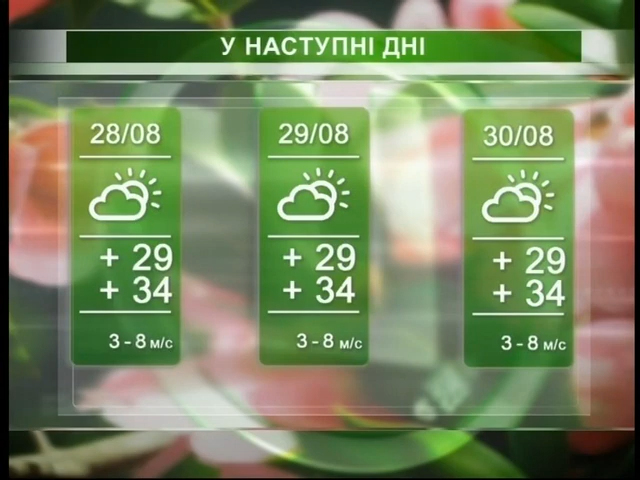 У НАСТУПНІ ДНІ
28/08
+ 29
+ 34
3 - 8 м/с
29/08
+ 29
+ 34
3 - 8 м/с
30/08
+ 29
+ 34
3 - 8 м/с